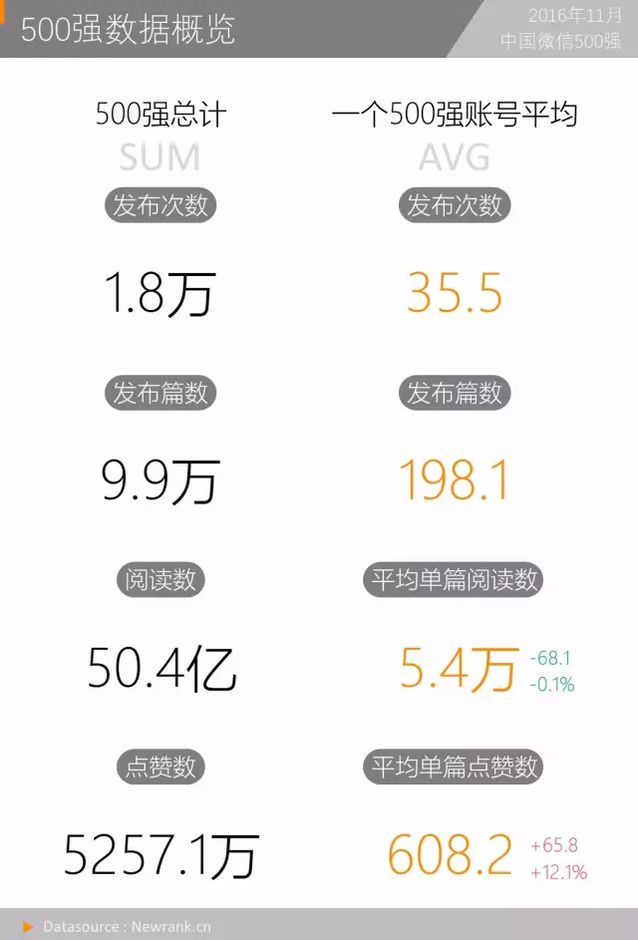 500强数据概览
2016年11月
中国微信500强
500强总计
一个500强账号平均
SUM
AVG
发布次数
发布次数
1.8万
35.5
发布篇数
发布篇数
9.9万
198.1
阅读数
平均单篇阅读数
50.4亿
5.4万
-68.1
-0.1%
点赞数
平均单篇点赞数
5257.1万
608.2
+65.8
+12.1%
Datasource : Newrank.cn